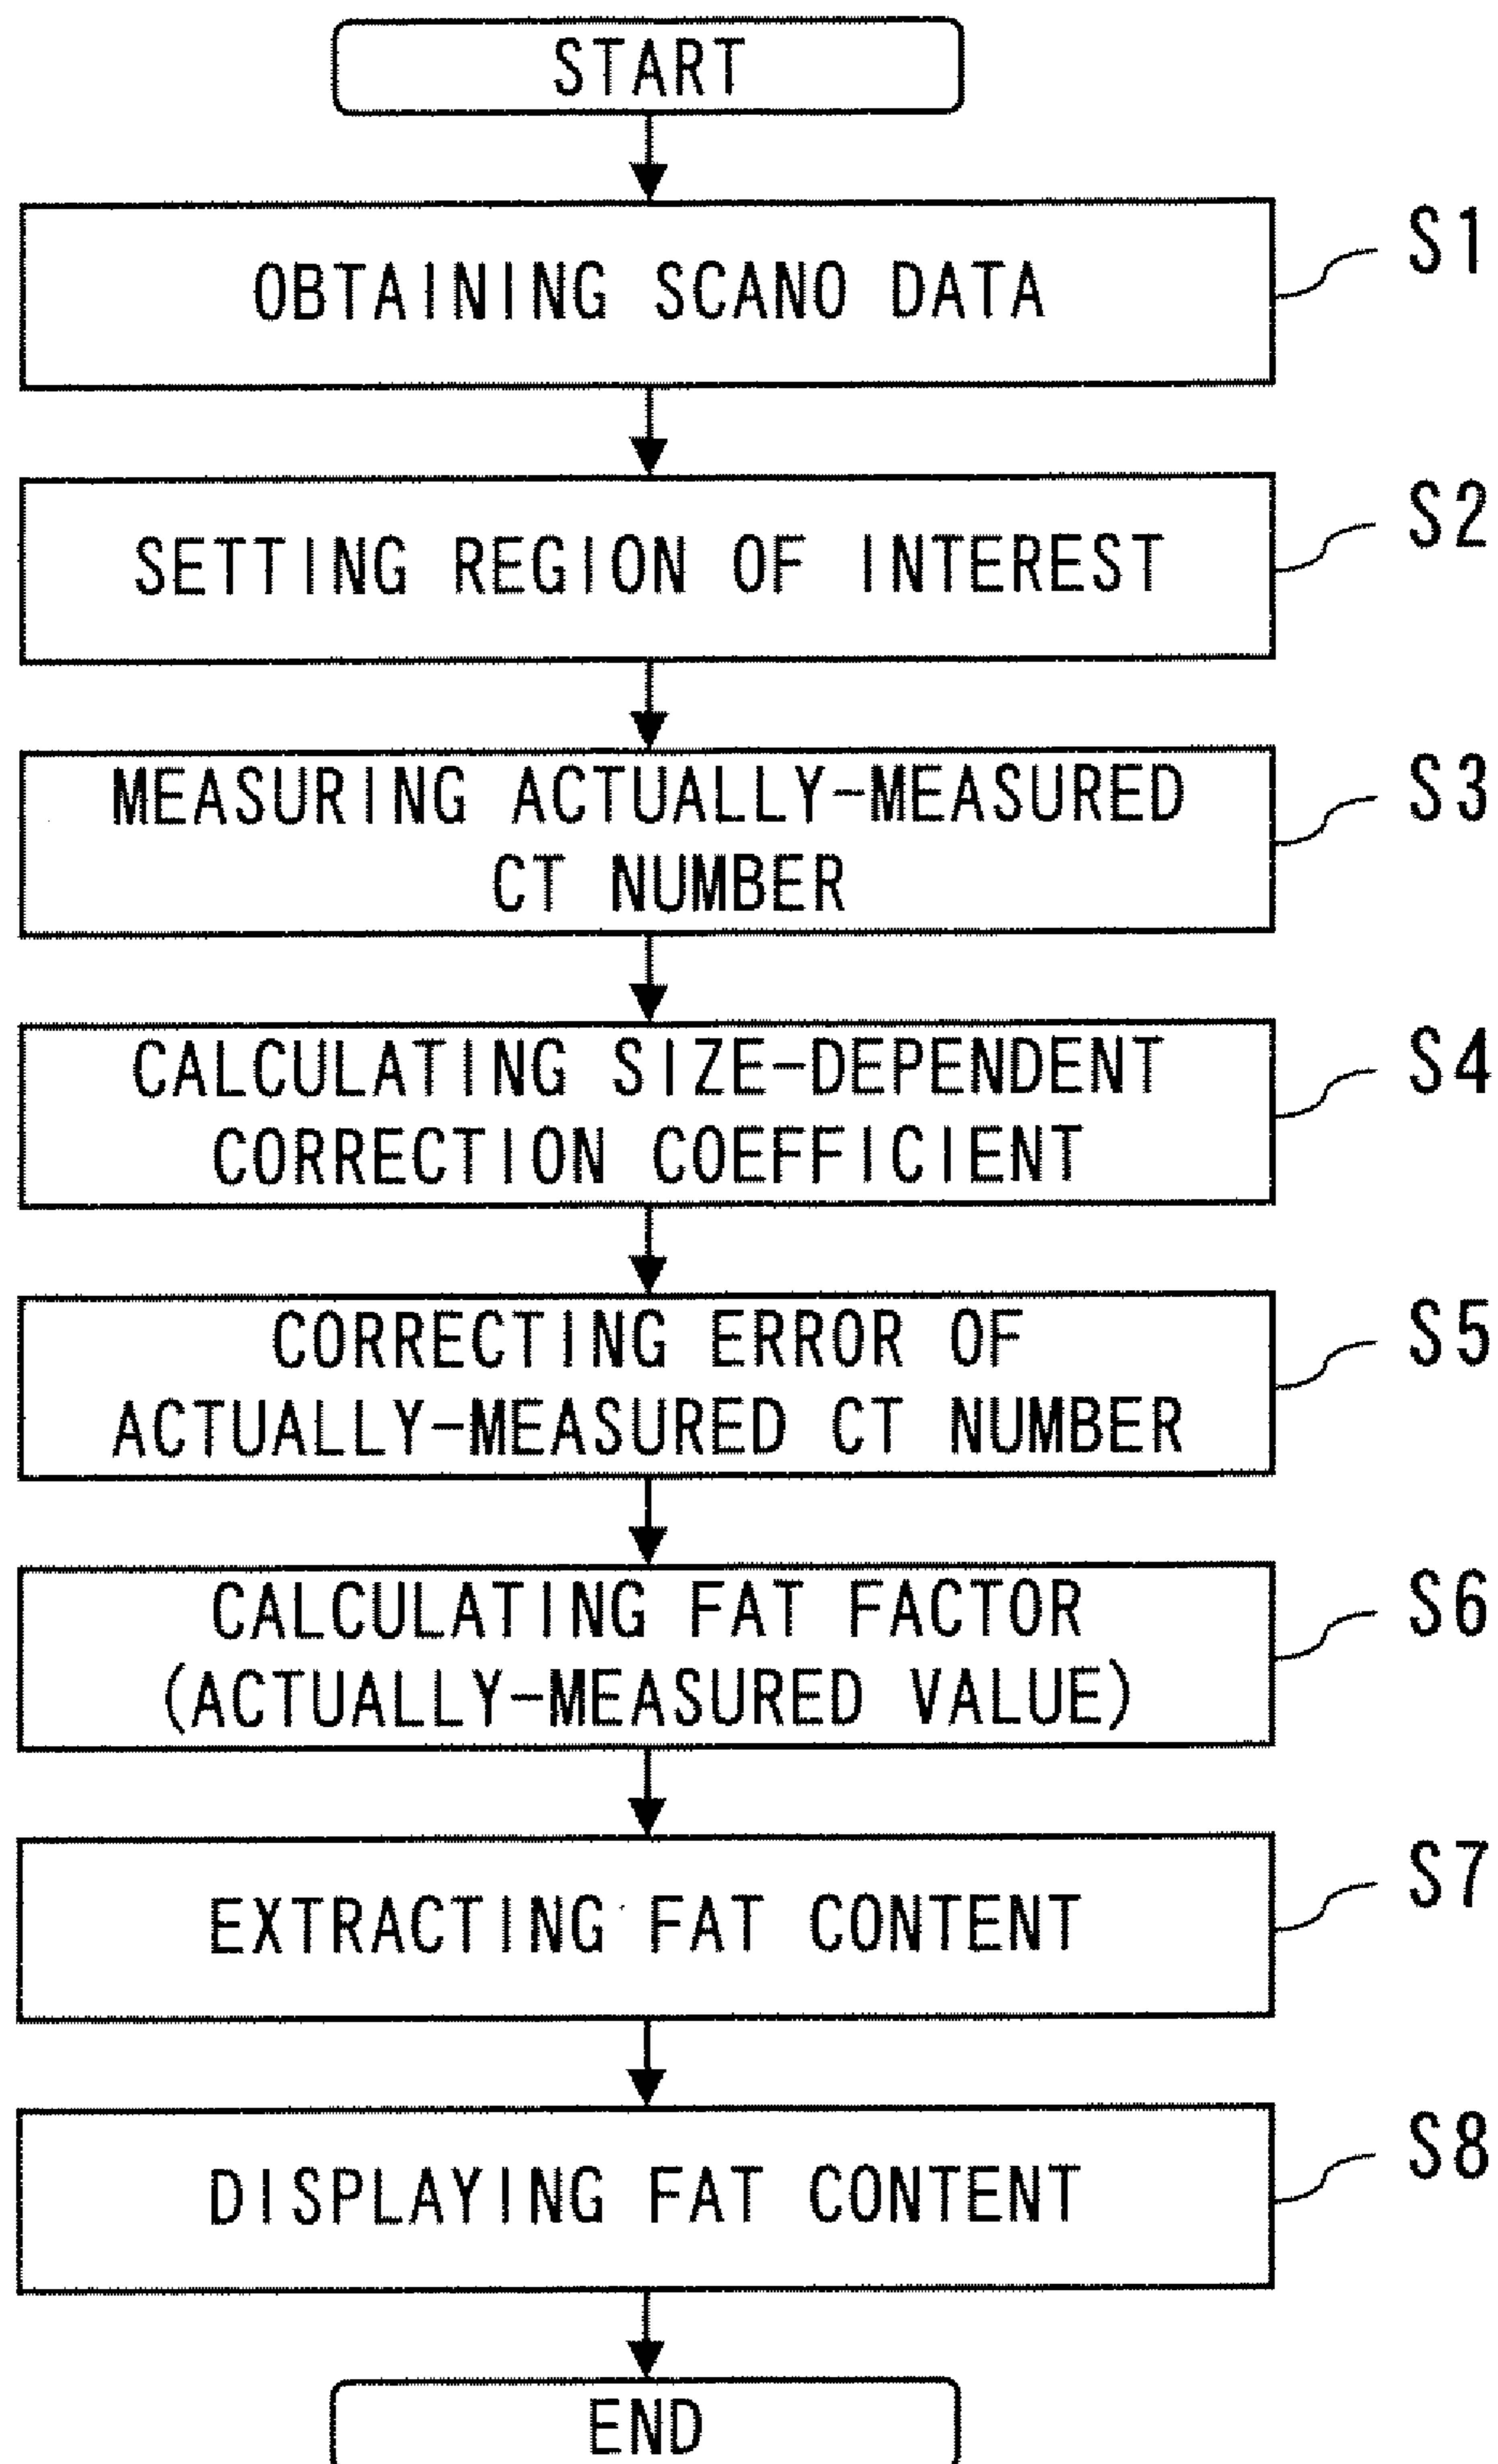 START
OBTAINING SCANO DATA
S1
SETTING REGION OF INTEREST
S2
MEASURING ACTUALLY-MEASURED
CT NUMBER
S3
CALCULATING SIZE-DEPENDENT
CORRECTION COEFFICIENT
S4
CORRECTING ERROR OF
ACTUALLY-MEASURED CT NUMBER
S5
CALCULATING FAT FACTOR
(ACTUALLY-MEASURED VALUE)
S6
EXTRACTING FAT CONTENT
S7
DISPLAYING FAT CONTENT
S8
END